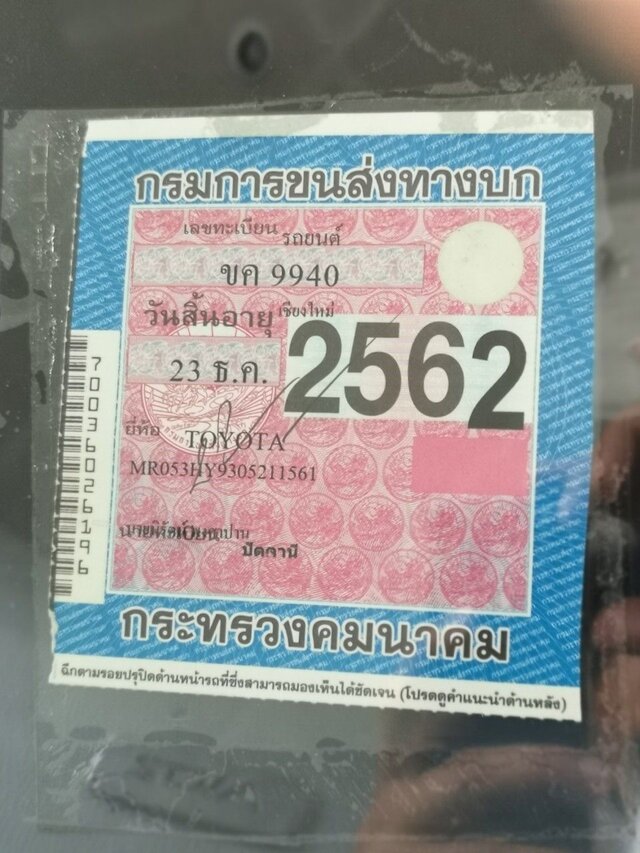 กรมการขนส่งทางบก
เลขทะเบียน รถยนต์
ขค 9940
วันสิ้นอายุ เชียงใหม่
23 ธ.ค. 2562
ยี่ห้อ TOYOTA
MR053HY9305211561
ปัตตานี
70036026196
กระทรวงคมนาคม
ฉีกตามรอยปรุปิดด้านหน้ารถที่ซึ่งสามารถมองเห็นได้ชัดเจน (โปรดดูคำแนะนำด้านหลัง)